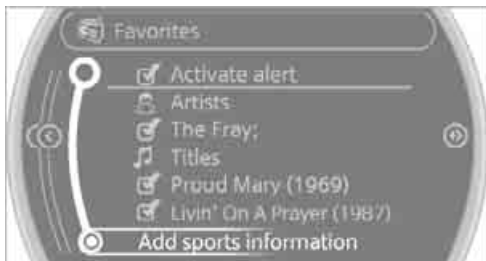 Favorites
Activate alert
Artists
The Fray;
Titles
Proud Mary (1969)
Livin' On A Prayer (1987)
Add sports information